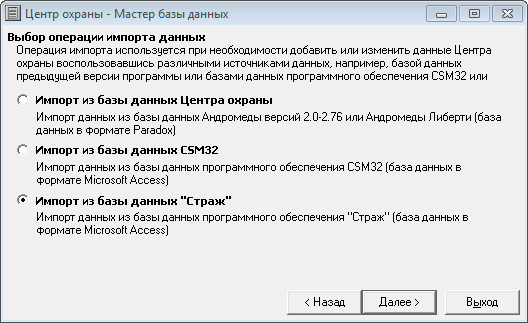 Центр охраны - Мастер базы данных
Выбор операции импорта данных
Операция импорта используется при необходимости добавить или изменить данные Центра
охраны воспользовавшись различными источниками данных, например, базой данных
предыдущей версии программы или базами данных программного обеспечения CSM32 или
Импорт из базы данных Центра охраны
Импорт данных из базы данных Андромеды версий 2.0-2.76 или Андромеды Либерти (база
данных в формате Paradox)
Импорт из базы данных CSM32
Импорт данных из базы данных программного обеспечения CSM32 (база данных в
формате Microsoft Access)
Импорт из базы данных "Страж"
Импорт данных из базы данных программного обеспечения "Страж" (база данных в
формате Microsoft Access)
< Назад Далее > Выход